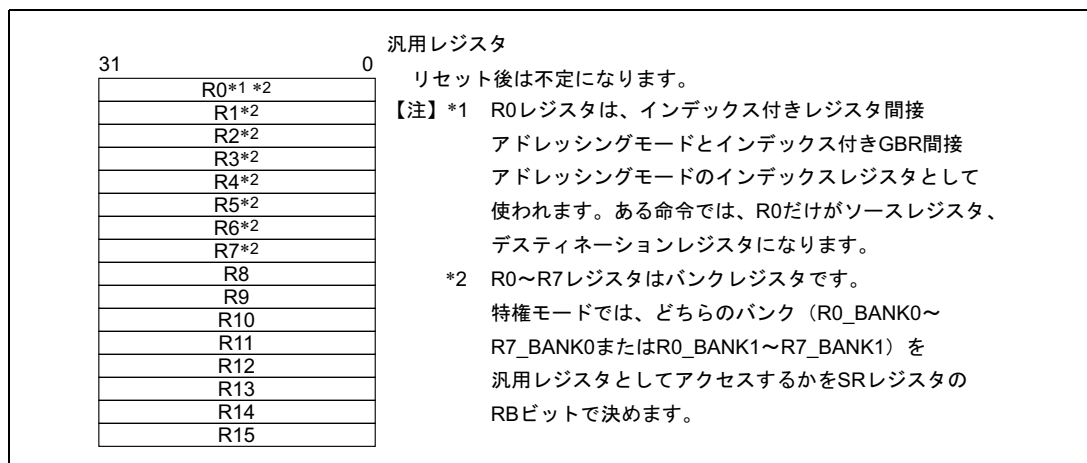 汎用レジスタ
31 0
リセット後は不定になります。
R0*1 *2
R1*2
R2*2
R3*2
R4*2
R5*2
R6*2
R7*2
R8
R9
R10
R11
R12
R13
R14
R15
【注】*1 R0レジスタは、インデックス付きレジスタ間接
アドレッシングモードとインデックス付きGBR間接
アドレッシングモードのインデックスレジスタとして
使われます。ある命令では、R0だけがソースレジスタ、
デスティネーションレジスタになります。
*2 R0～R7レジスタはバンクレジスタです。
特権モードでは、どちらのバンク（R0_BANK0～
R7_BANK0またはR0_BANK1～R7_BANK1）を
汎用レジスタとしてアクセスするかをSRレジスタの
RBビットで決めます。